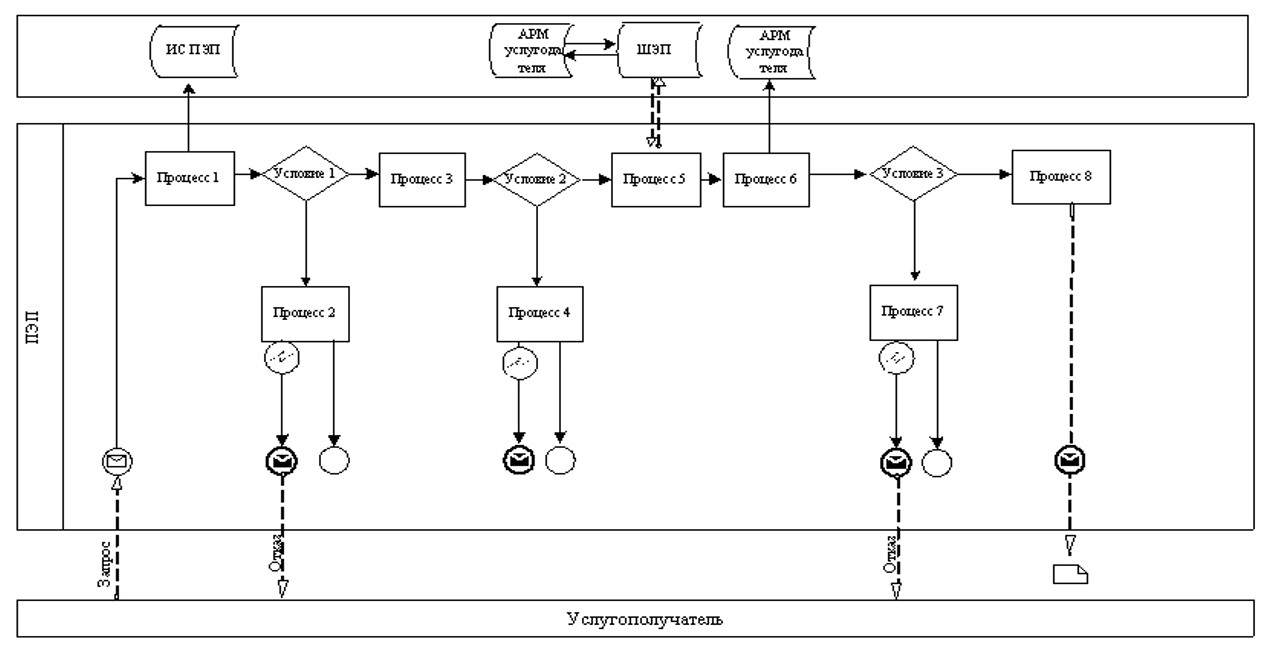 ИС ПЭП
АРМ
услугода
теля
ШЭП
АРМ
услугода
теля
ПЭП
Процесс 1
Условие 1
Процесс 3
Условие 2
Процесс 5
Процесс 6
Условие 3
Процесс 8
Процесс 2
Процесс 4
Процесс 7
Запрос
Отказ
Отказ
Услугополучатель